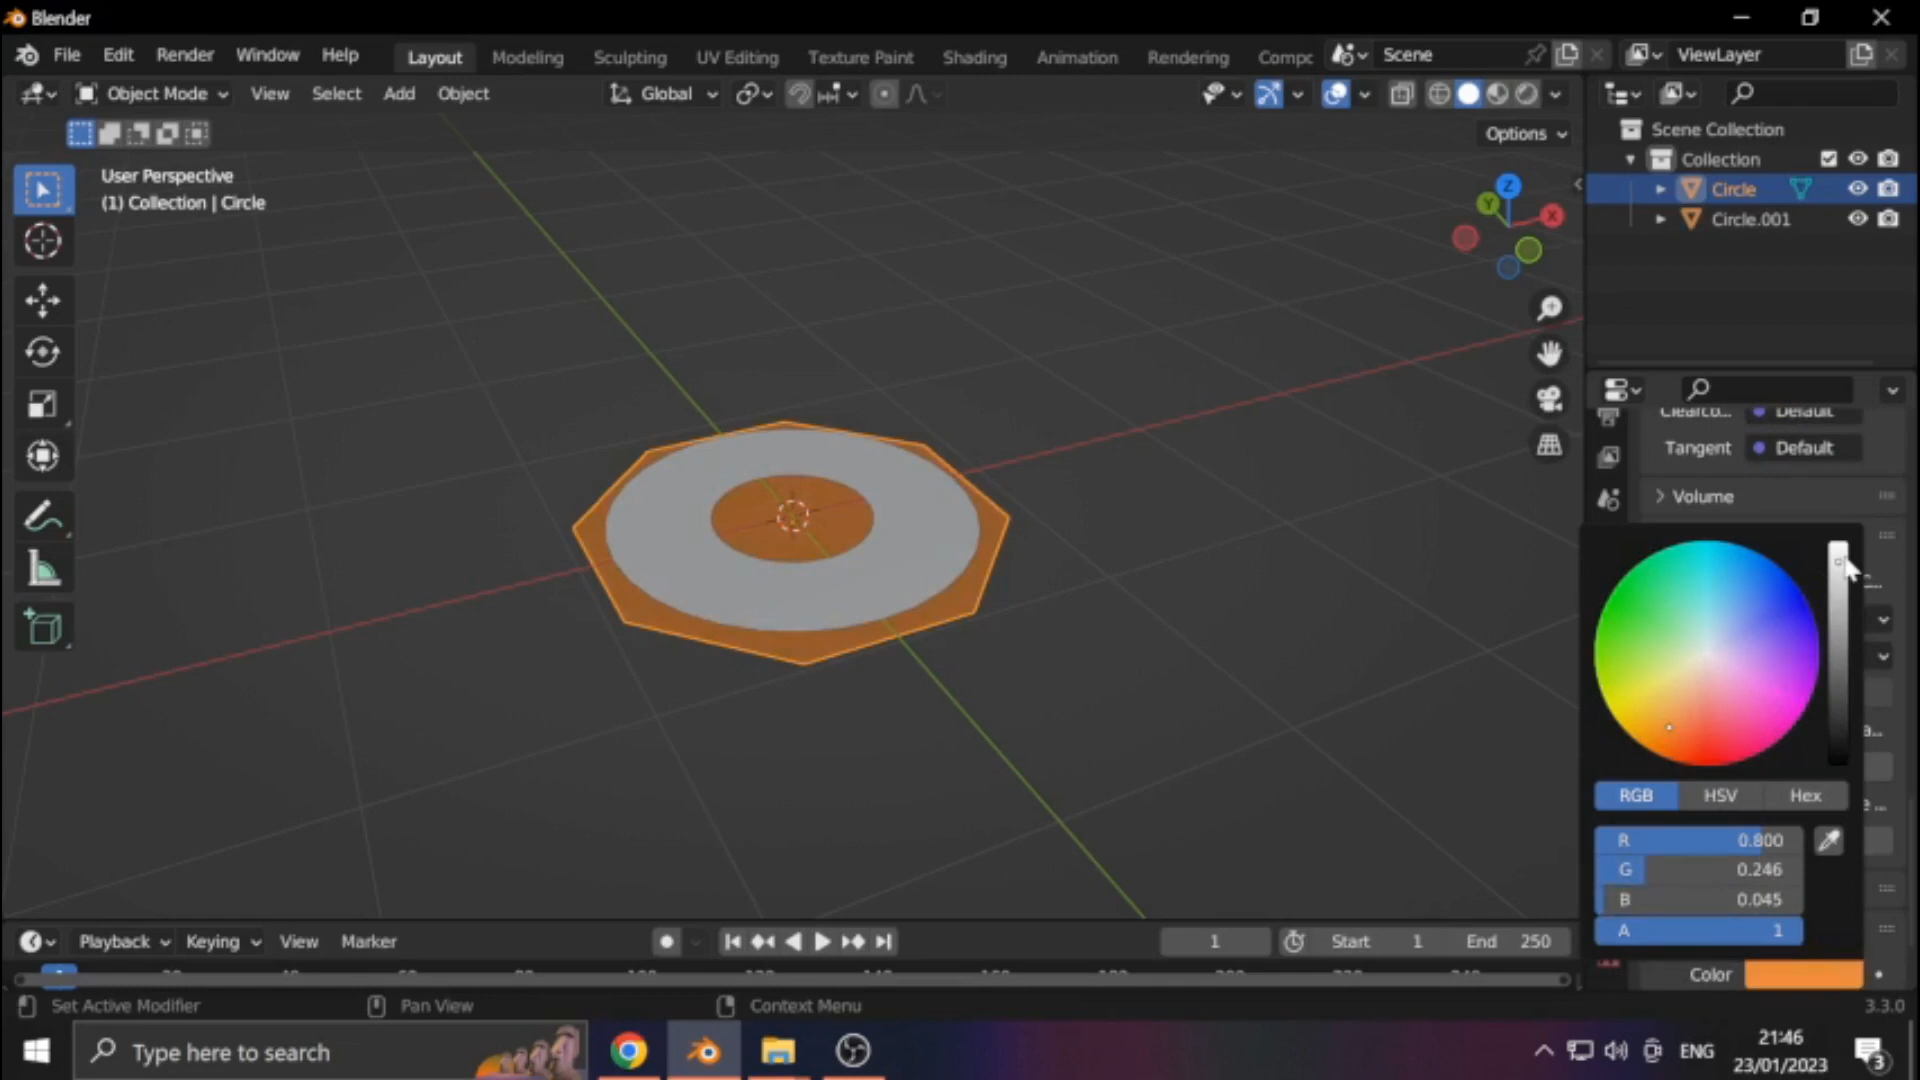 Blender
File Edit Render Window Help Layout Modeling Sculpting UV Editing Texture Paint Shading Animation Rendering Compc Scene ViewLayer
Object Mode View Select Add Object Global
Options
User Perspective
(1) Collection | Circle
Z
Y
X
Scene Collection
Collection
Circle
Circle.001
Clearco... Default
Tangent Default
Volume
RGB HSV Hex
R 0.800
G 0.246
B 0.045
A 1
Color
Playback Keying View Marker 1 Start 1 End 250
Set Active Modifier Pan View Context Menu 3.3.0
Type here to search
ENG
21:46
23/01/2023
3